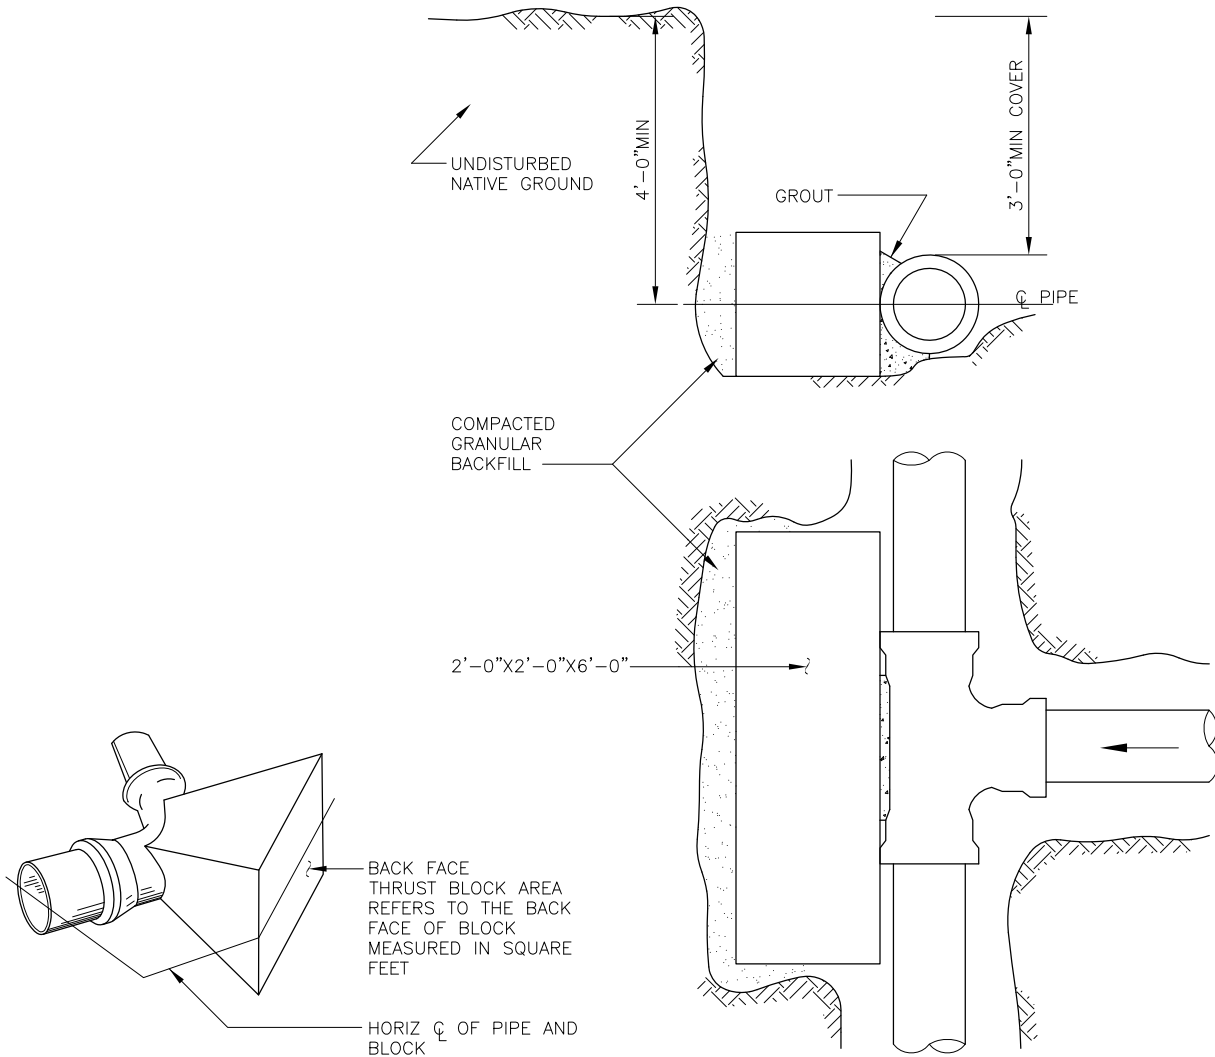 4'-0"MIN
3'-0"MIN COVER
UNDISTURBED
NATIVE GROUND
GROUT
℄ PIPE
COMPACTED
GRANULAR
BACKFILL
2'-0"X2'-0"X6'-0"
BACK FACE
THRUST BLOCK AREA
REFERS TO THE BACK
FACE OF BLOCK
MEASURED IN SQUARE
FEET
HORIZ ℄ OF PIPE AND
BLOCK